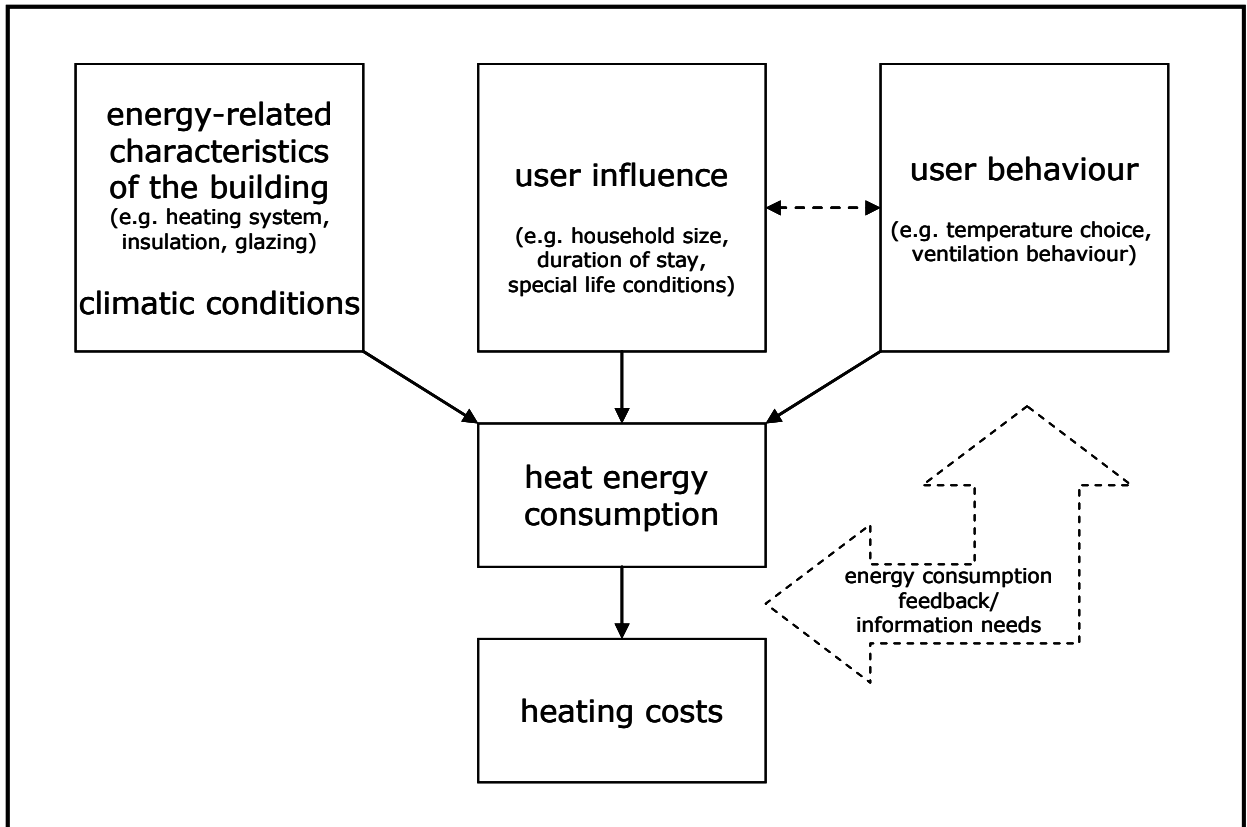 energy-related
characteristics
of the building
(e.g. heating system,
insulation, glazing)
climatic conditions
user influence
(e.g. household size,
duration of stay,
special life conditions)
user behaviour
(e.g. temperature choice,
ventilation behaviour)
heat energy
consumption
energy consumption
feedback/
information needs
heating costs